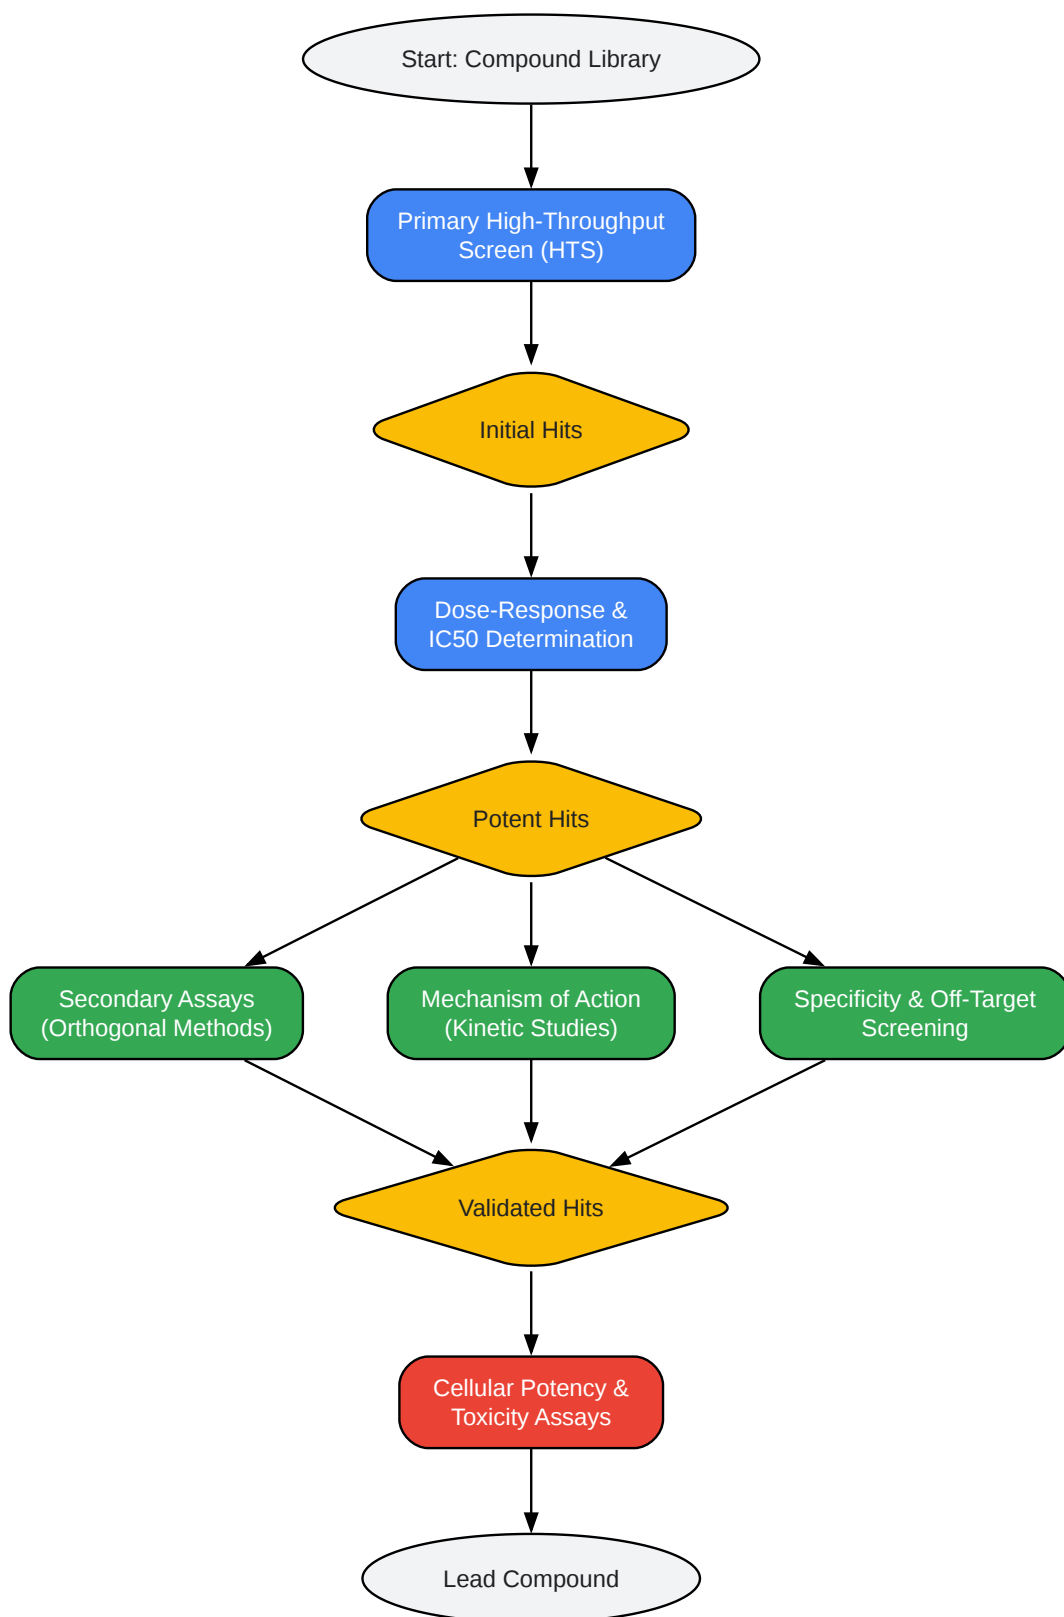 Start: Compound Library
Primary High-Throughput
Screen (HTS)
Initial Hits
Dose-Response &
IC50 Determination
Potent Hits
Secondary Assays
(Orthogonal Methods)
Mechanism of Action
(Kinetic Studies)
Specificity & Off-Target
Screening
Validated Hits
Cellular Potency &
Toxicity Assays
Lead Compound